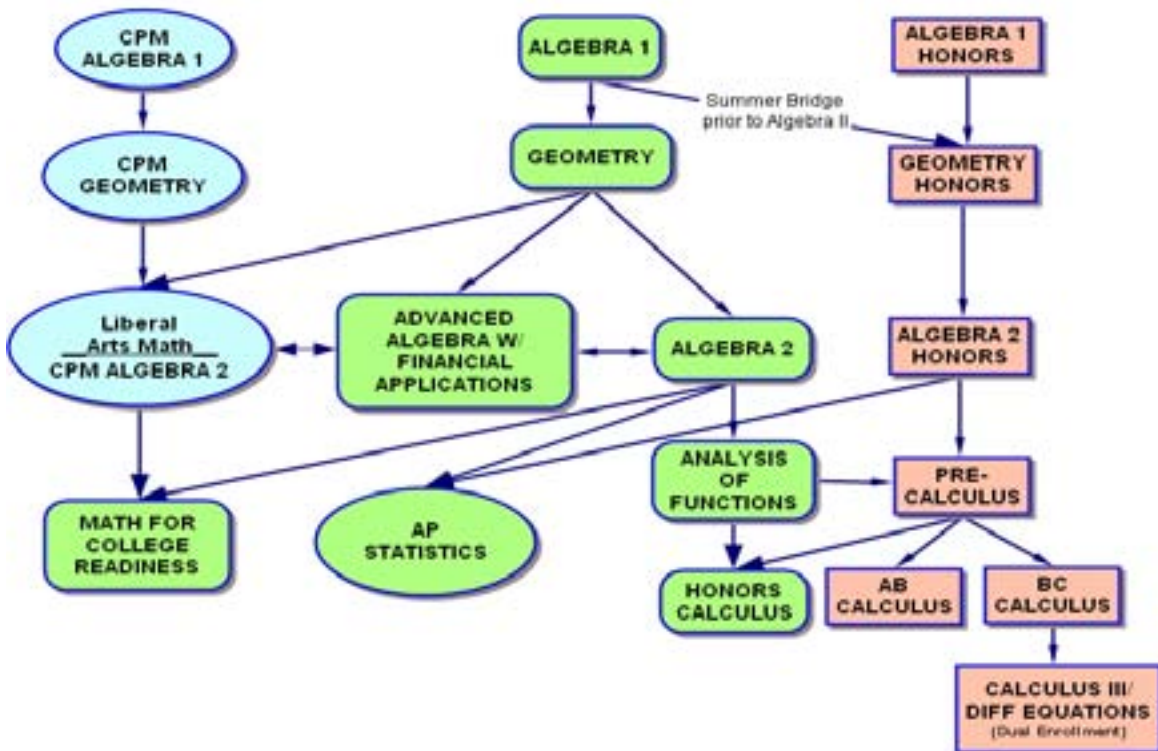 CPM
ALGEBRA 1
ALGEBRA 1
ALGEBRA 1
HONORS
Summer Bridge
prior to Algebra II
CPM
GEOMETRY
GEOMETRY
GEOMETRY
HONORS
Liberal
__Arts Math__
CPM ALGEBRA 2
ADVANCED
ALGEBRA W/
FINANCIAL
APPLICATIONS
ALGEBRA 2
ALGEBRA 2
HONORS
MATH FOR
COLLEGE
READINESS
AP
STATISTICS
ANALYSIS
OF
FUNCTIONS
PRE-
CALCULUS
HONORS
CALCULUS
AB
CALCULUS
BC
CALCULUS
CALCULUS III/
DIFF EQUATIONS
(Dual Enrollment)